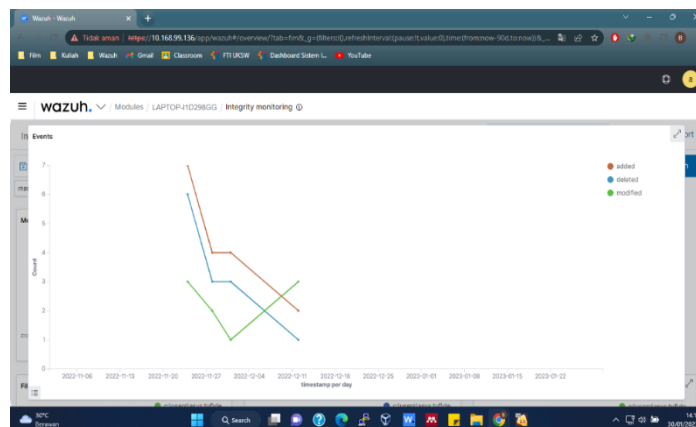 Wazuh - Wazuh
Tidak aman | https://10.168.99.136/app/wazuh#/overview/?tab=fim&_g=(filters:!(),refreshInterval:(pause:!t,value:0),time:(from:now-90d,to:now))&_...
Film Kuliah Wazuh Gmail Classroom FTI UKSW Dashboard Sistem I... YouTube
wazuh. / Modules / LAPTOP-I1D298GG / Integrity monitoring
Events
7
6
5
4
3
2
1
0
Count
added
deleted
modified
2022-11-06 2022-11-13 2022-11-20 2022-11-27 2022-12-04 2022-12-11 2022-12-18 2022-12-25 2023-01-01 2023-01-08 2023-01-15 2023-01-22
timestamp per day
30°C
Berawan
Search